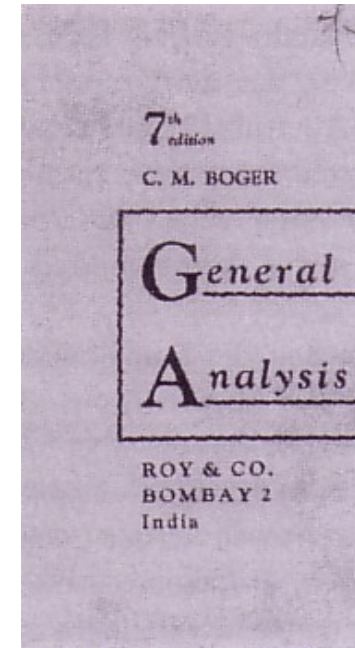 7th
edition
C. M. BOGER
General
Analysis
ROY & CO.
BOMBAY 2
India